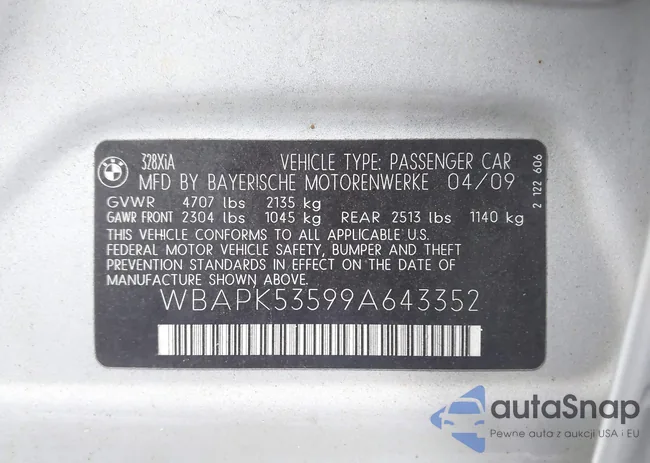 BMW
328XiA VEHICLE TYPE: PASSENGER CAR
MFD BY BAYERISCHE MOTORENWERKE 04/09
GVWR 4707 lbs 2135 kg
GAWR FRONT 2304 lbs 1045 kg REAR 2513 lbs 1140 kg
THIS VEHICLE CONFORMS TO ALL APPLICABLE U.S.
FEDERAL MOTOR VEHICLE SAFETY, BUMPER AND THEFT
PREVENTION STANDARDS IN EFFECT ON THE DATE OF
MANUFACTURE SHOWN ABOVE.
WBAPK53599A643352
2 122 606
autaSnap
Pewne auta z aukcji USA i EU